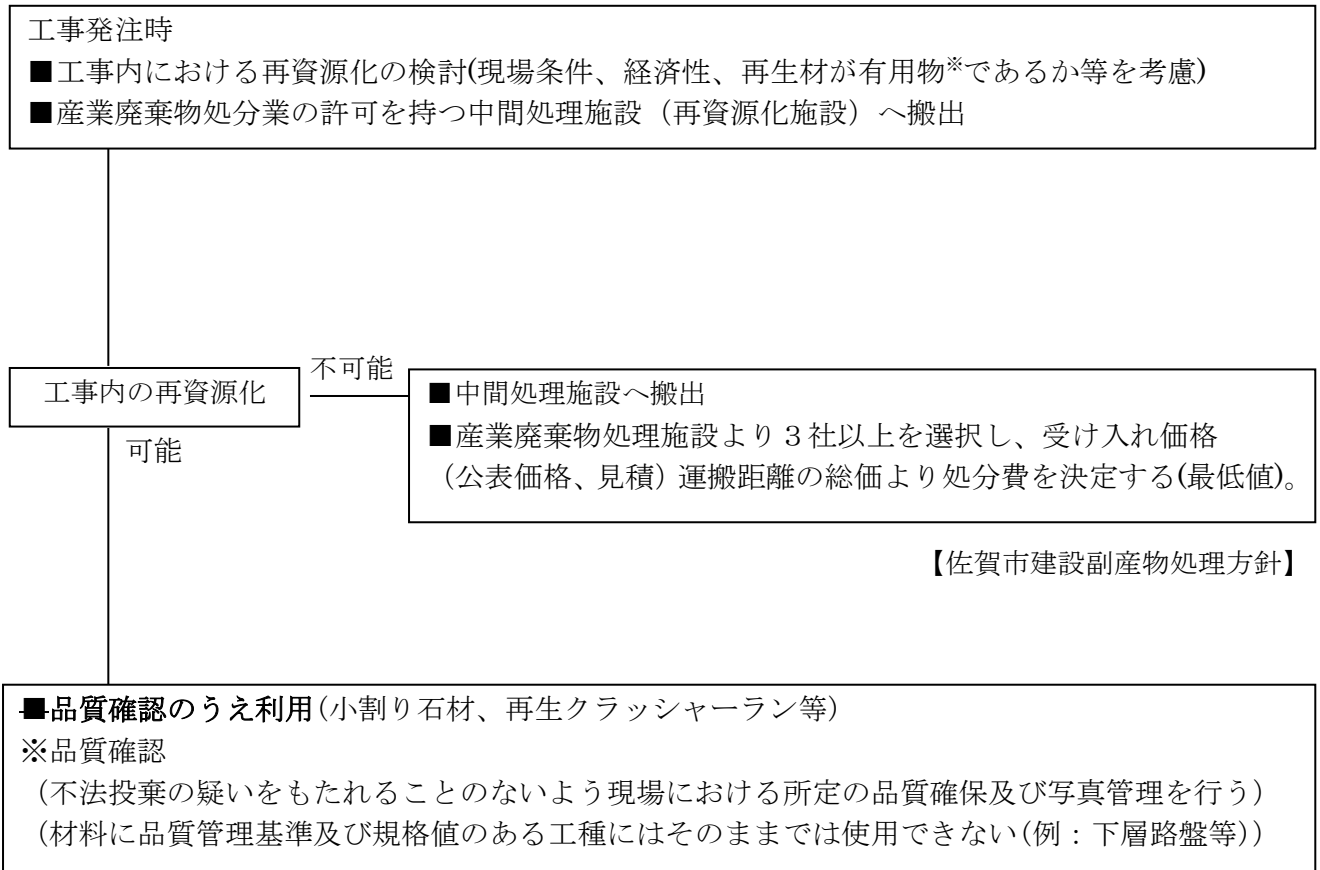 工事発注時
■工事内における再資源化の検討(現場条件、経済性、再生材が有用物※であるか等を考慮)
■産業廃棄物処分業の許可を持つ中間処理施設（再資源化施設）へ搬出
工事内の再資源化
不可能
■中間処理施設へ搬出
■産業廃棄物処理施設より３社以上を選択し、受け入れ価格
（公表価格、見積）運搬距離の総価より処分費を決定する(最低値)。
可能
【佐賀市建設副産物処理方針】
■品質確認のうえ利用(小割り石材、再生クラッシャーラン等)
※品質確認
（不法投棄の疑いをもたれることのないよう現場における所定の品質確保及び写真管理を行う）
（材料に品質管理基準及び規格値のある工種にはそのままでは使用できない(例：下層路盤等)）